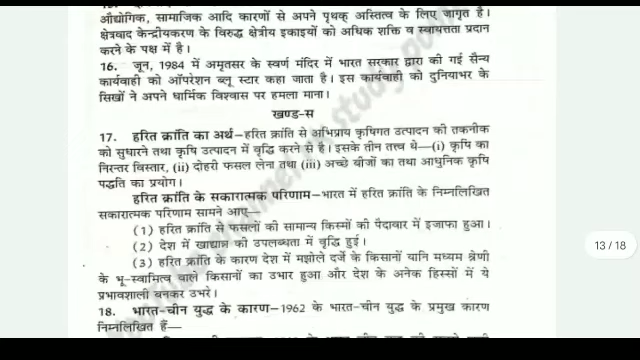 औद्योगिक, सामाजिक आदि कारणों से अपने पृथक् अस्तित्व के लिए जागृत है।
क्षेत्रवाद केन्द्रीयकरण के विरुद्ध क्षेत्रीय इकाइयों को अधिक शक्ति व स्वायत्तता प्रदान
करने के पक्ष में है।
16. जून, 1984 में अमृतसर के स्वर्ण मंदिर में भारत सरकार द्वारा की गई सैन्य
कार्यवाही को ऑपरेशन ब्लू स्टार कहा जाता है। इस कार्यवाही को दुनियाभर के
सिखों ने अपने धार्मिक विश्वास पर हमला माना।
खण्ड-स
17. हरित क्रांति का अर्थ–हरित क्रांति से अभिप्राय कृषिगत उत्पादन की तकनीक
को सुधारने तथा कृषि उत्पादन में वृद्धि करने से है। इसके तीन तत्त्व थे—(i) कृषि का
निरन्तर विस्तार, (ii) दोहरी फसल लेना तथा (iii) अच्छे बीजों का तथा आधुनिक कृषि
पद्धति का प्रयोग।
हरित क्रांति के सकारात्मक परिणाम–भारत में हरित क्रांति के निम्नलिखित
सकारात्मक परिणाम सामने आए—
(1) हरित क्रांति से फसलों की सामान्य किस्मों की पैदावार में इजाफा हुआ।
(2) देश में खाद्यान्न की उपलब्धता में वृद्धि हुई।
(3) हरित क्रांति के कारण देश में मझोले दर्जे के किसानों यानि मध्यम श्रेणी
के भू-स्वामित्व वाले किसानों का उभार हुआ और देश के अनेक हिस्सों में ये
प्रभावशाली बनकर उभरे।
13 / 18
18. भारत-चीन युद्ध के कारण–1962 के भारत-चीन युद्ध के प्रमुख कारण
निम्नलिखित हैं—